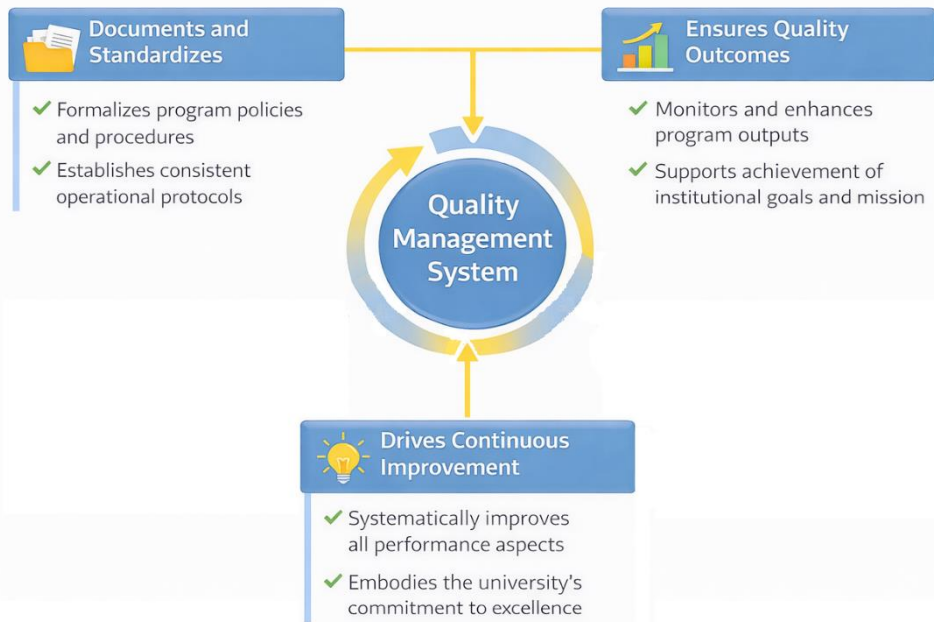 Documents and
Standardizes
Formalizes program policies
and procedures
Establishes consistent
operational protocols
Ensures Quality
Outcomes
Monitors and enhances
program outputs
Supports achievement of
institutional goals and mission
Quality
Management
System
Drives Continuous
Improvement
Systematically improves
all performance aspects
Embodies the university's
commitment to excellence